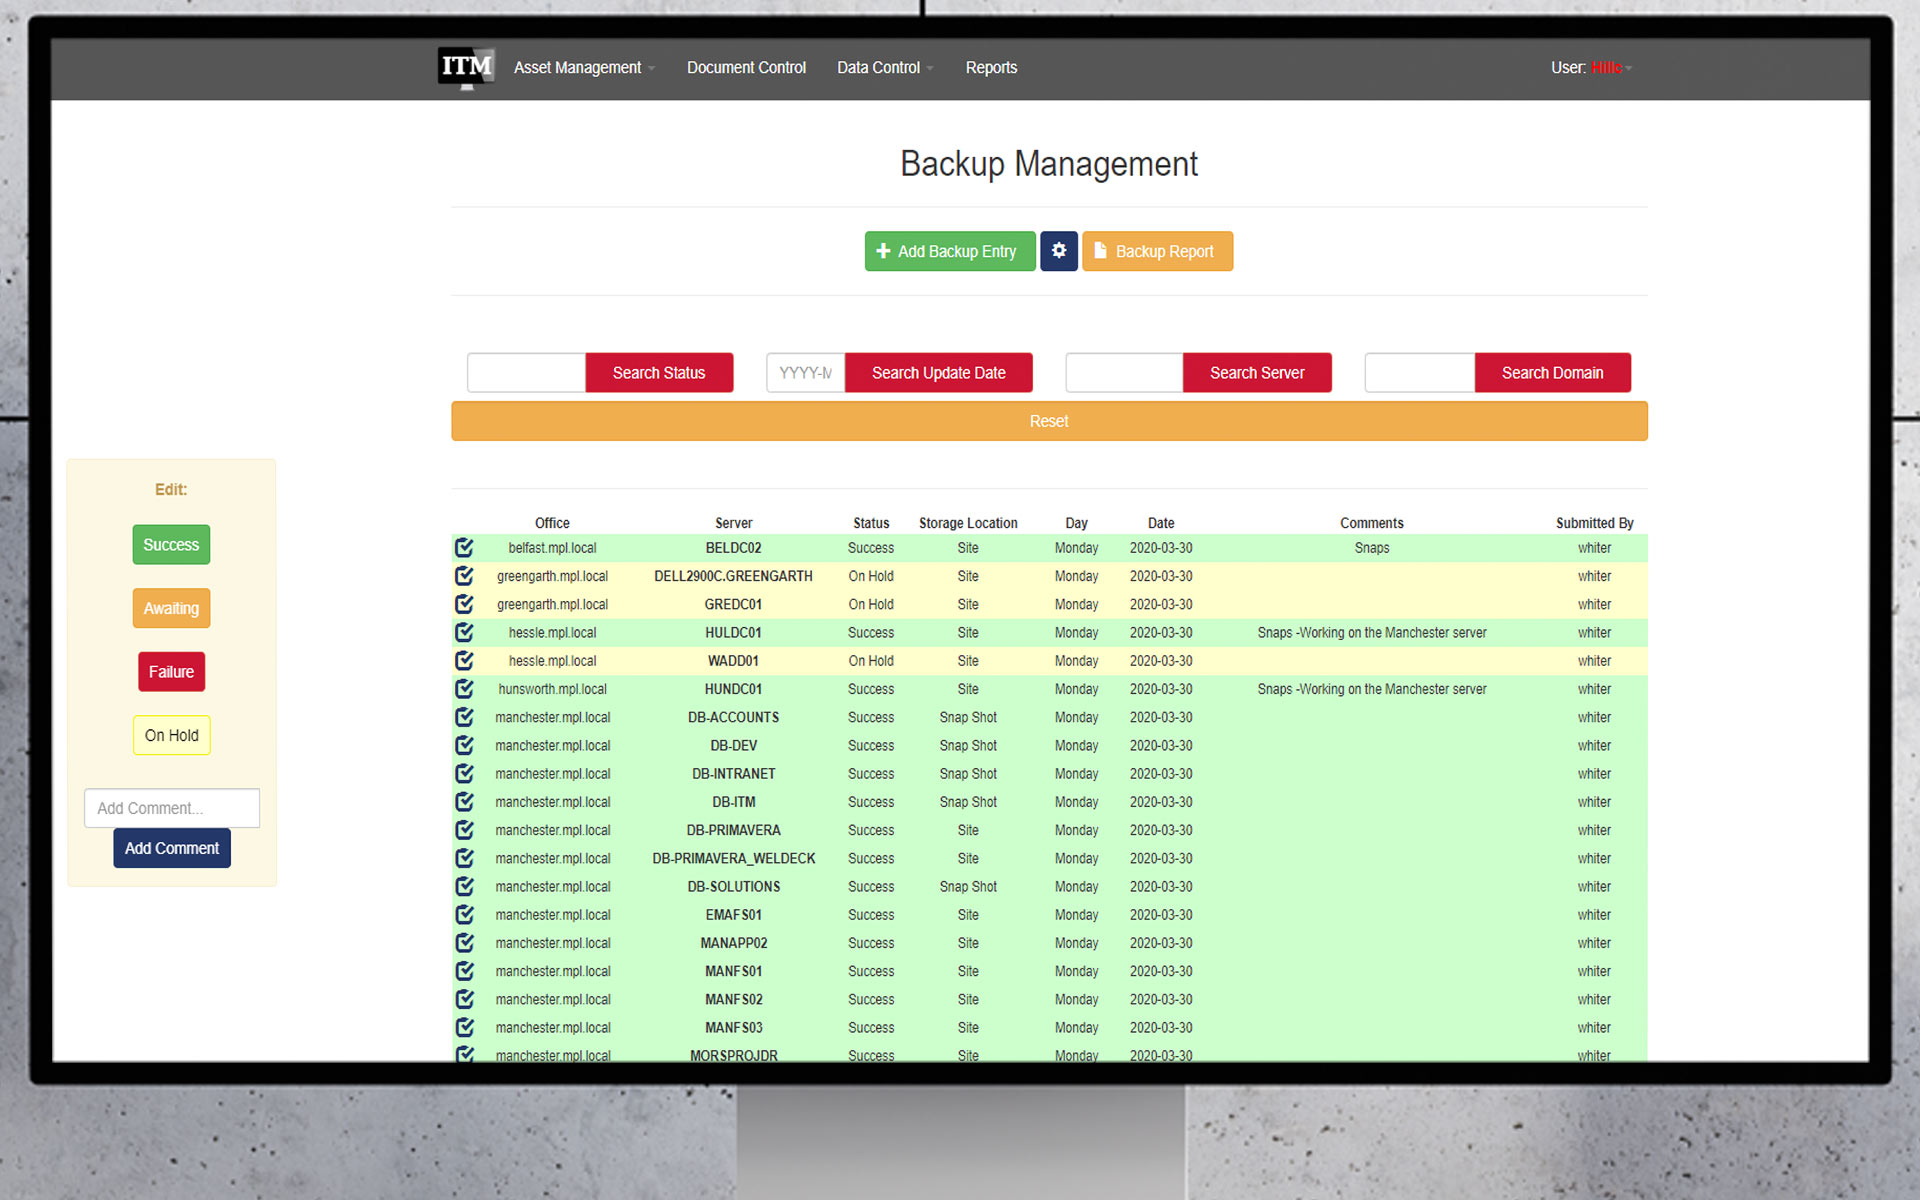 ITM Asset Management Document Control Data Control Reports User: Hillc
Backup Management
Add Backup Entry Backup Report
Search Status YYYY-M Search Update Date Search Server Search Domain
Reset
Edit:
Success
Awaiting
Failure
On Hold
Add Comment...
Add Comment
Office Server Status Storage Location Day Date Comments Submitted By
belfast.mpl.local BELDC02 Success Site Monday 2020-03-30 Snaps whiter
greengarth.mpl.local DELL2900C.GREENGARTH On Hold Site Monday 2020-03-30 whiter
greengarth.mpl.local GREDC01 On Hold Site Monday 2020-03-30 whiter
hessle.mpl.local HULDC01 Success Site Monday 2020-03-30 Snaps -Working on the Manchester server whiter
hessle.mpl.local WADD01 On Hold Site Monday 2020-03-30 whiter
hunsworth.mpl.local HUNDC01 Success Site Monday 2020-03-30 Snaps -Working on the Manchester server whiter
manchester.mpl.local DB-ACCOUNTS Success Snap Shot Monday 2020-03-30 whiter
manchester.mpl.local DB-DEV Success Snap Shot Monday 2020-03-30 whiter
manchester.mpl.local DB-INTRANET Success Snap Shot Monday 2020-03-30 whiter
manchester.mpl.local DB-ITM Success Snap Shot Monday 2020-03-30 whiter
manchester.mpl.local DB-PRIMAVERA Success Site Monday 2020-03-30 whiter
manchester.mpl.local DB-PRIMAVERA_WELDECK Success Site Monday 2020-03-30 whiter
manchester.mpl.local DB-SOLUTIONS Success Snap Shot Monday 2020-03-30 whiter
manchester.mpl.local EMAFS01 Success Site Monday 2020-03-30 whiter
manchester.mpl.local MANAPP02 Success Site Monday 2020-03-30 whiter
manchester.mpl.local MANFS01 Success Site Monday 2020-03-30 whiter
manchester.mpl.local MANFS02 Success Site Monday 2020-03-30 whiter
manchester.mpl.local MANFS03 Success Site Monday 2020-03-30 whiter
manchester.mpl.local MORSPROJDR Success Site Monday 2020-03-30 whiter